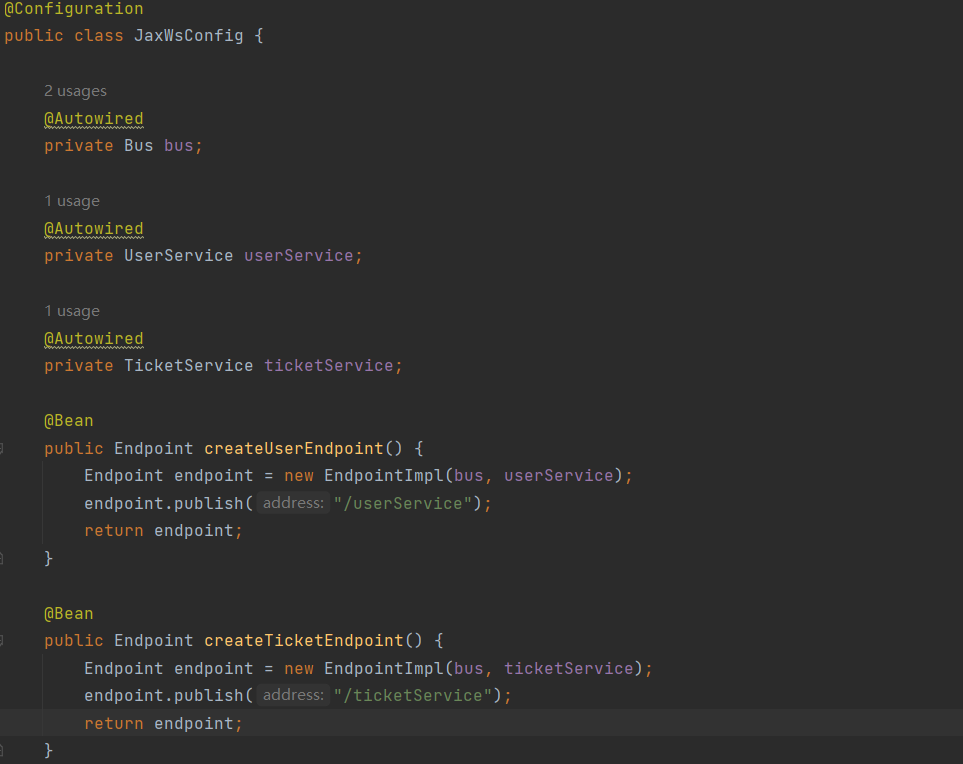 @Configuration
public class JaxWsConfig {
2 usages
@Autowired
private Bus bus;
1 usage
@Autowired
private UserService userService;
1 usage
@Autowired
private TicketService ticketService;
@Bean
public Endpoint createUserEndpoint() {
Endpoint endpoint = new EndpointImpl(bus, userService);
endpoint.publish( address: "/userService");
return endpoint;
}
@Bean
public Endpoint createTicketEndpoint() {
Endpoint endpoint = new EndpointImpl(bus, ticketService);
endpoint.publish( address: "/ticketService");
return endpoint;
}